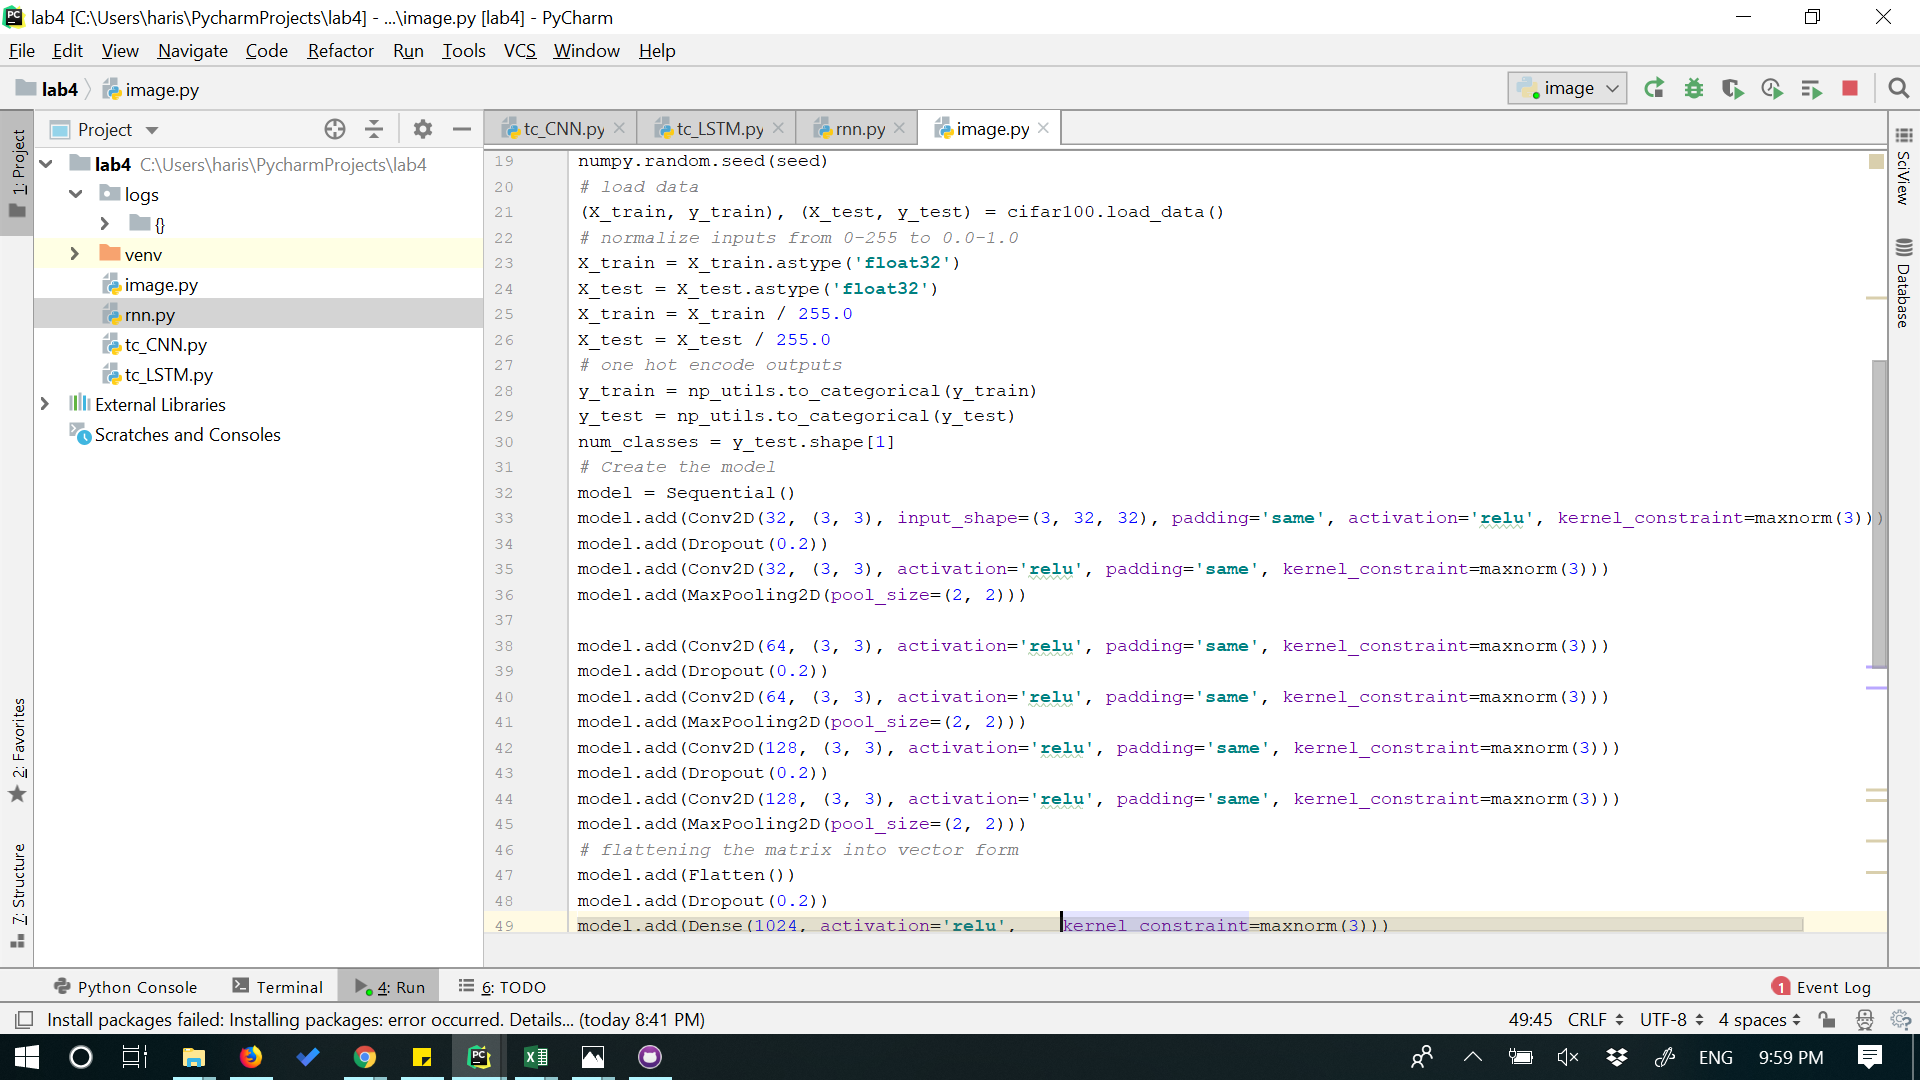 lab4 [C:\Users\haris\PycharmProjects\lab4] - ...\image.py [lab4] - PyCharm
File Edit View Navigate Code Refactor Run Tools VCS Window Help
lab4 image.py
image
Project
tc_CNN.py tc_LSTM.py rnn.py image.py
1: Project
lab4 C:\Users\haris\PycharmProjects\lab4
logs
{}
venv
image.py
rnn.py
tc_CNN.py
tc_LSTM.py
External Libraries
Scratches and Consoles
2: Favorites
7: Structure
19 numpy.random.seed(seed)
20 # load data
21 (X_train, y_train), (X_test, y_test) = cifar100.load_data()
22 # normalize inputs from 0-255 to 0.0-1.0
23 X_train = X_train.astype('float32')
24 X_test = X_test.astype('float32')
25 X_train = X_train / 255.0
26 X_test = X_test / 255.0
27 # one hot encode outputs
28 y_train = np_utils.to_categorical(y_train)
29 y_test = np_utils.to_categorical(y_test)
30 num_classes = y_test.shape[1]
31 # Create the model
32 model = Sequential()
33 model.add(Conv2D(32, (3, 3), input_shape=(3, 32, 32), padding='same', activation='relu', kernel_constraint=maxnorm(3)))
34 model.add(Dropout(0.2))
35 model.add(Conv2D(32, (3, 3), activation='relu', padding='same', kernel_constraint=maxnorm(3)))
36 model.add(MaxPooling2D(pool_size=(2, 2)))
37
38 model.add(Conv2D(64, (3, 3), activation='relu', padding='same', kernel_constraint=maxnorm(3)))
39 model.add(Dropout(0.2))
40 model.add(Conv2D(64, (3, 3), activation='relu', padding='same', kernel_constraint=maxnorm(3)))
41 model.add(MaxPooling2D(pool_size=(2, 2)))
42 model.add(Conv2D(128, (3, 3), activation='relu', padding='same', kernel_constraint=maxnorm(3)))
43 model.add(Dropout(0.2))
44 model.add(Conv2D(128, (3, 3), activation='relu', padding='same', kernel_constraint=maxnorm(3)))
45 model.add(MaxPooling2D(pool_size=(2, 2)))
46 # flattening the matrix into vector form
47 model.add(Flatten())
48 model.add(Dropout(0.2))
49 model.add(Dense(1024, activation='relu', kernel_constraint=maxnorm(3)))
SciView
Database
Python Console Terminal 4: Run 6: TODO 1 Event Log
Install packages failed: Installing packages: error occurred. Details... (today 8:41 PM) 49:45 CRLF UTF-8 4 spaces
ENG 9:59 PM